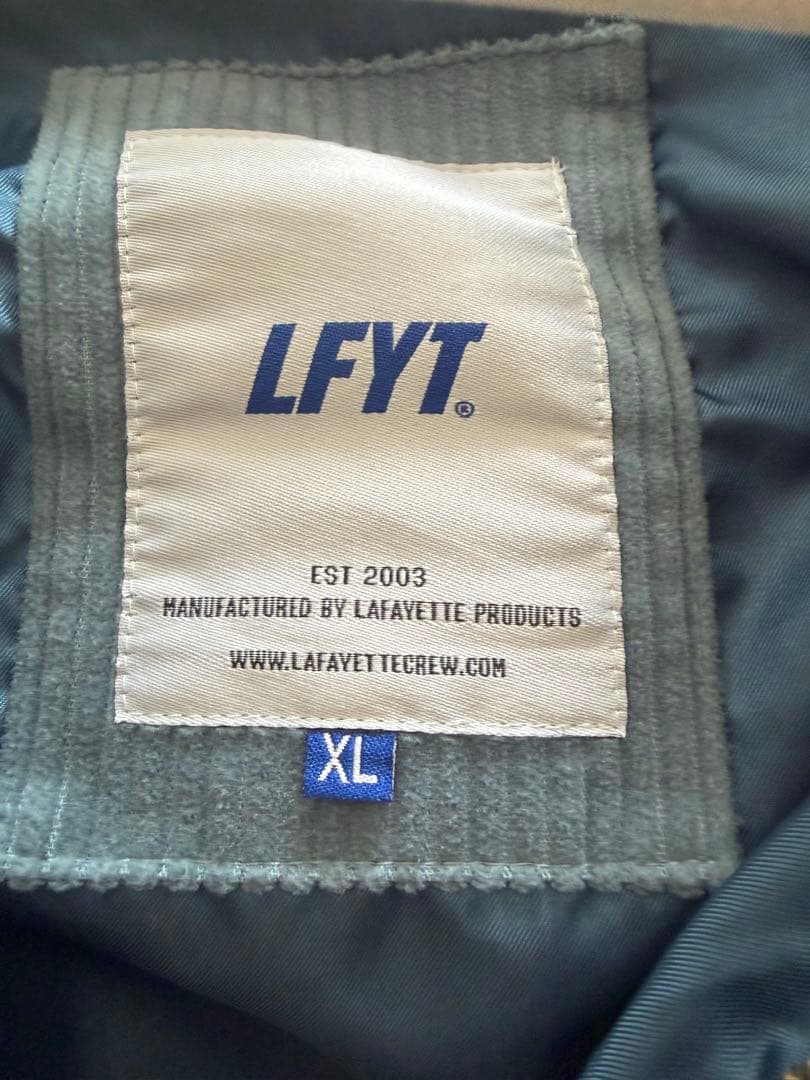 LFYT®
EST 2003
MANUFACTURED BY LAFAYETTE PRODUCTS
WWW.LAFAYETTECREW.COM
XL